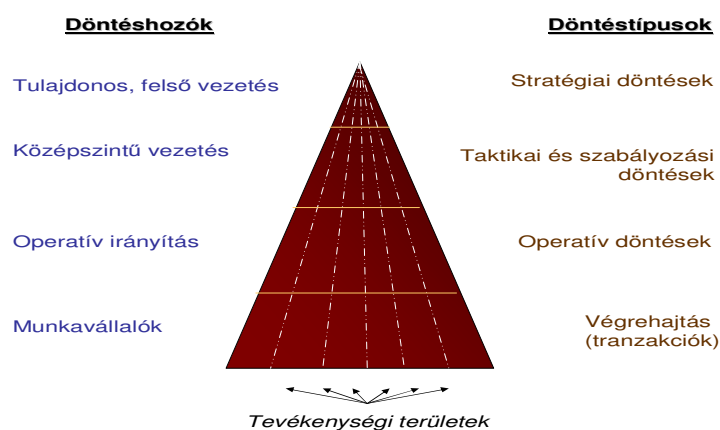 Döntéshozók
Döntéstípusok
Tulajdonos, felső vezetés
Stratégiai döntések
Középszintű vezetés
Taktikai és szabályozási
döntések
Operatív irányítás
Operatív döntések
Munkavállalók
Végrehajtás
(tranzakciók)
Tevékenységi területek